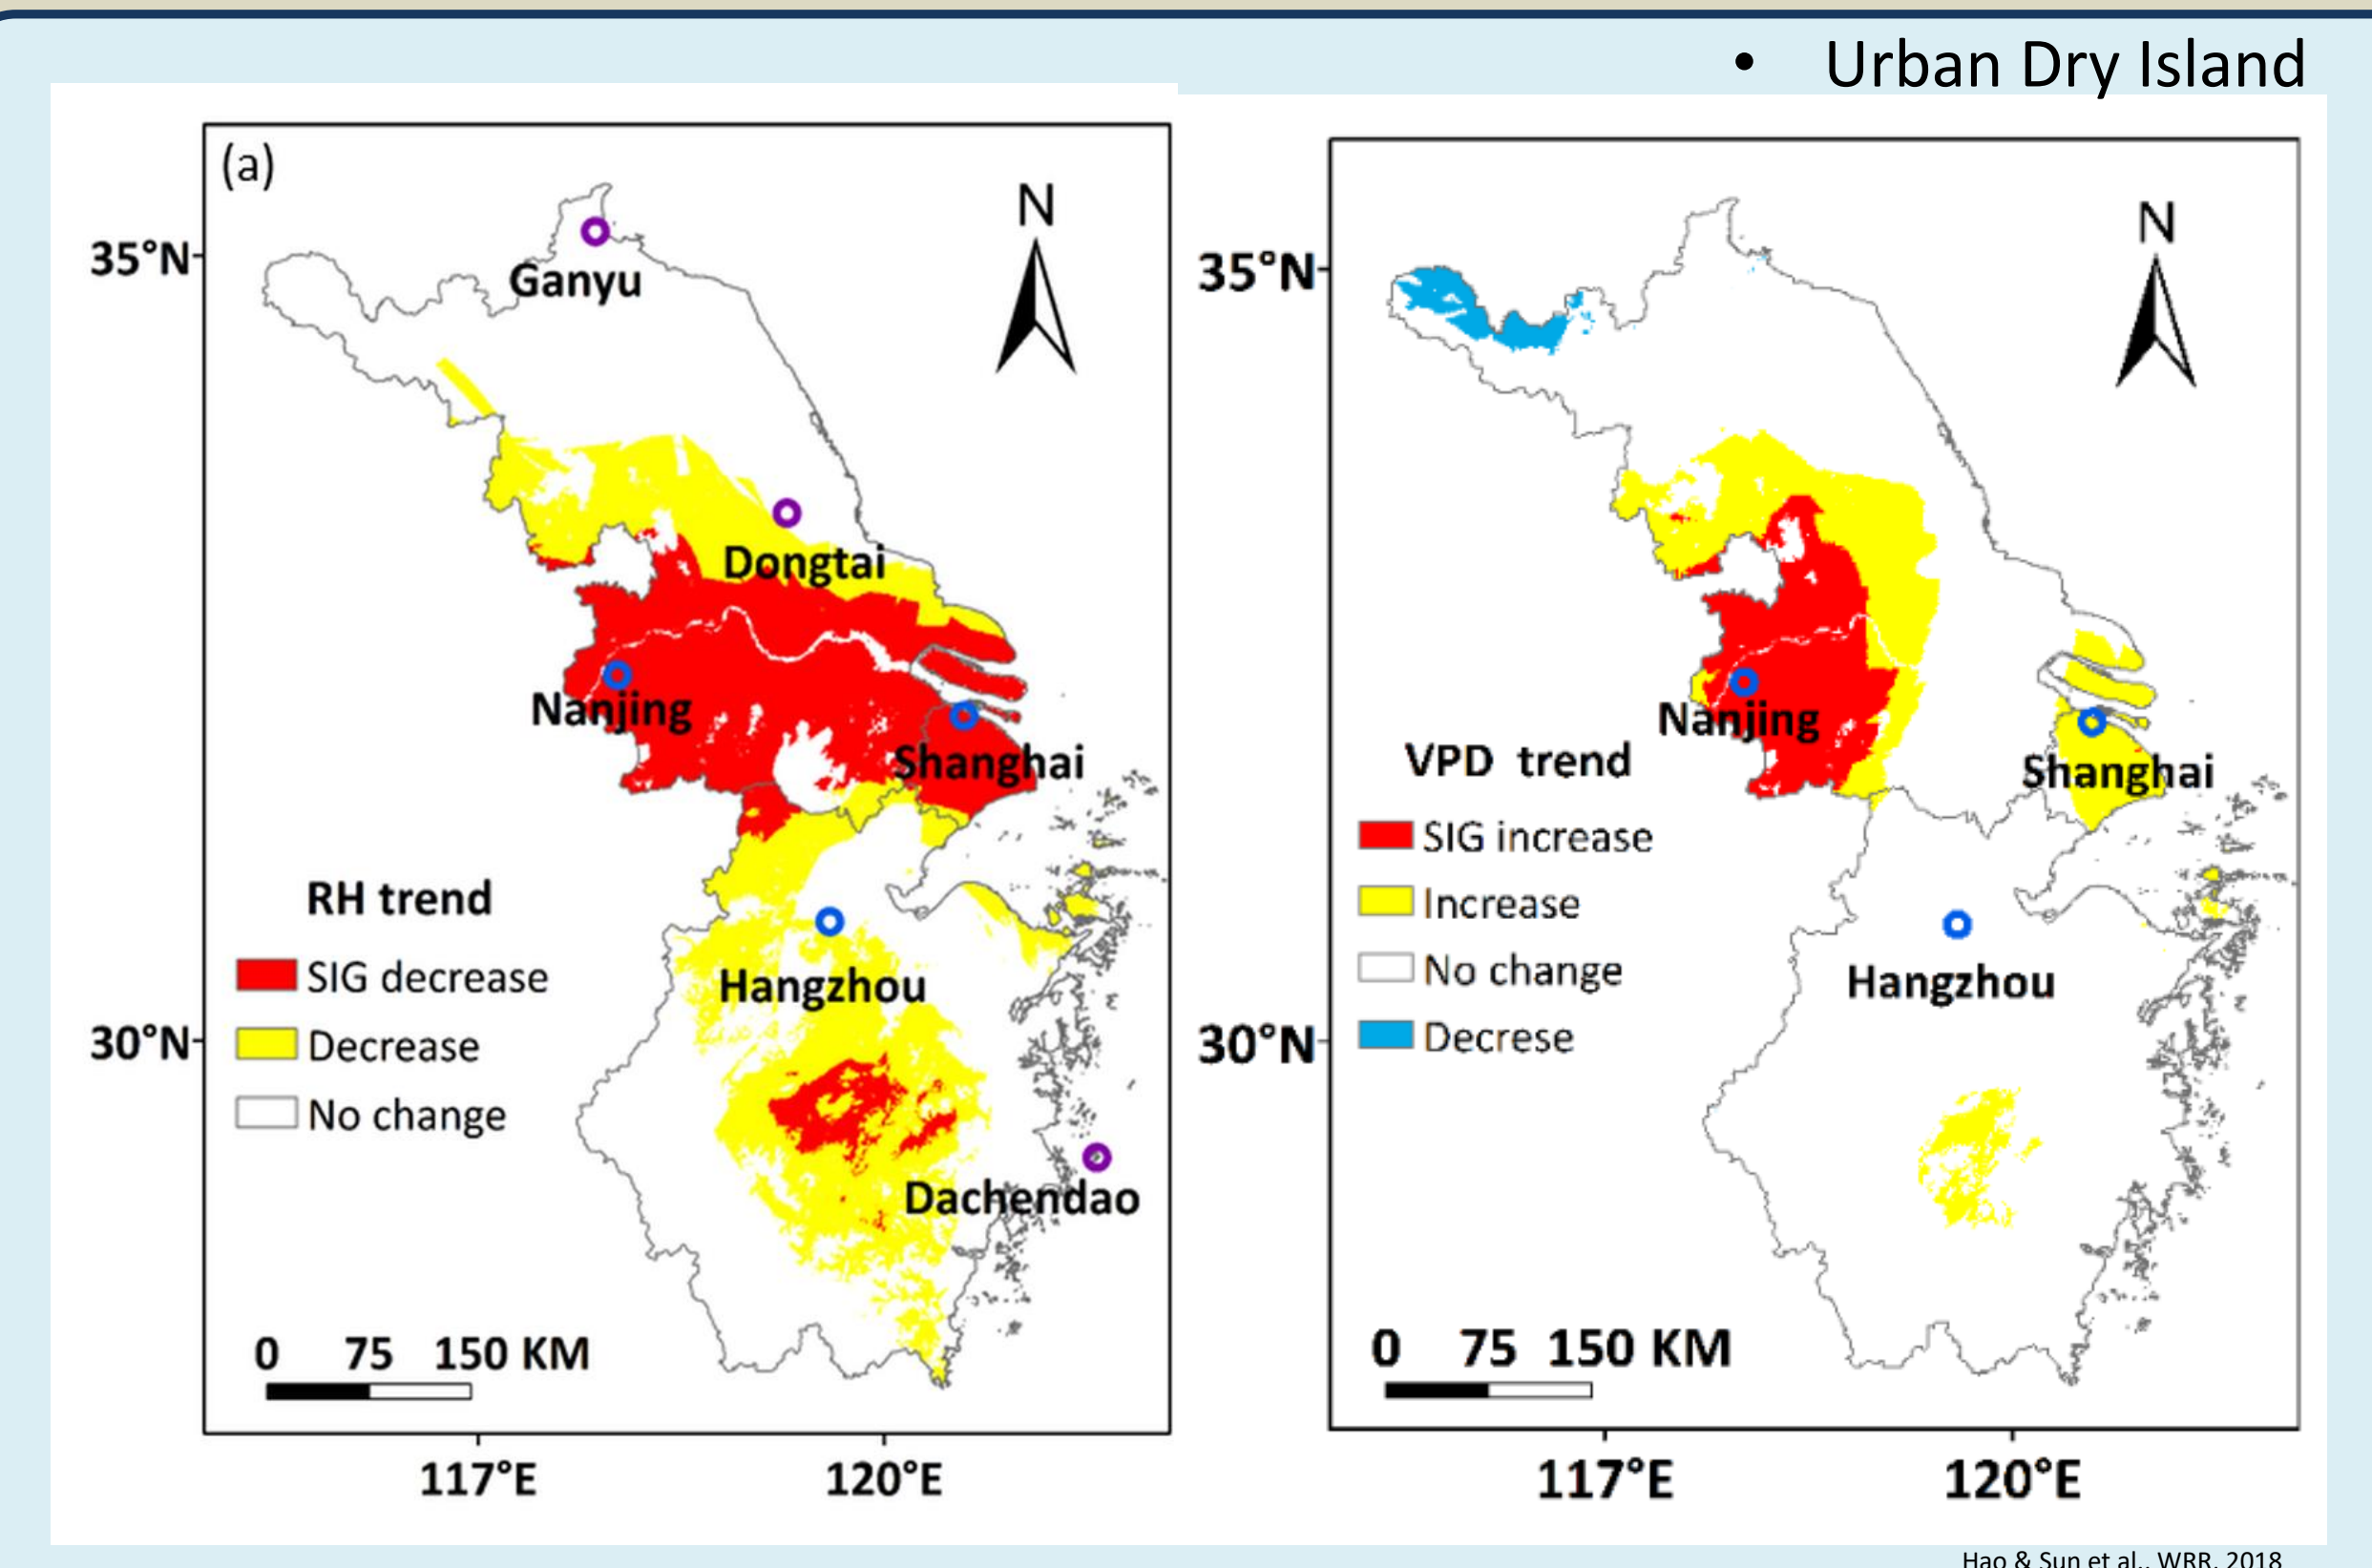 • Urban Dry Island
(a)
N
35°N
Ganyu
Dongtai
Nanjing
Shanghai
RH trend
SIG decrease
Decrease
No change
Hangzhou
30°N
Dachendao
0 75 150 KM
117°E 120°E
N
35°N
Nanjing
VPD trend
Shanghai
SIG increase
Increase
No change
Decrese
Hangzhou
30°N
0 75 150 KM
117°E 120°E
Hao & Sun et al., WRR, 2018